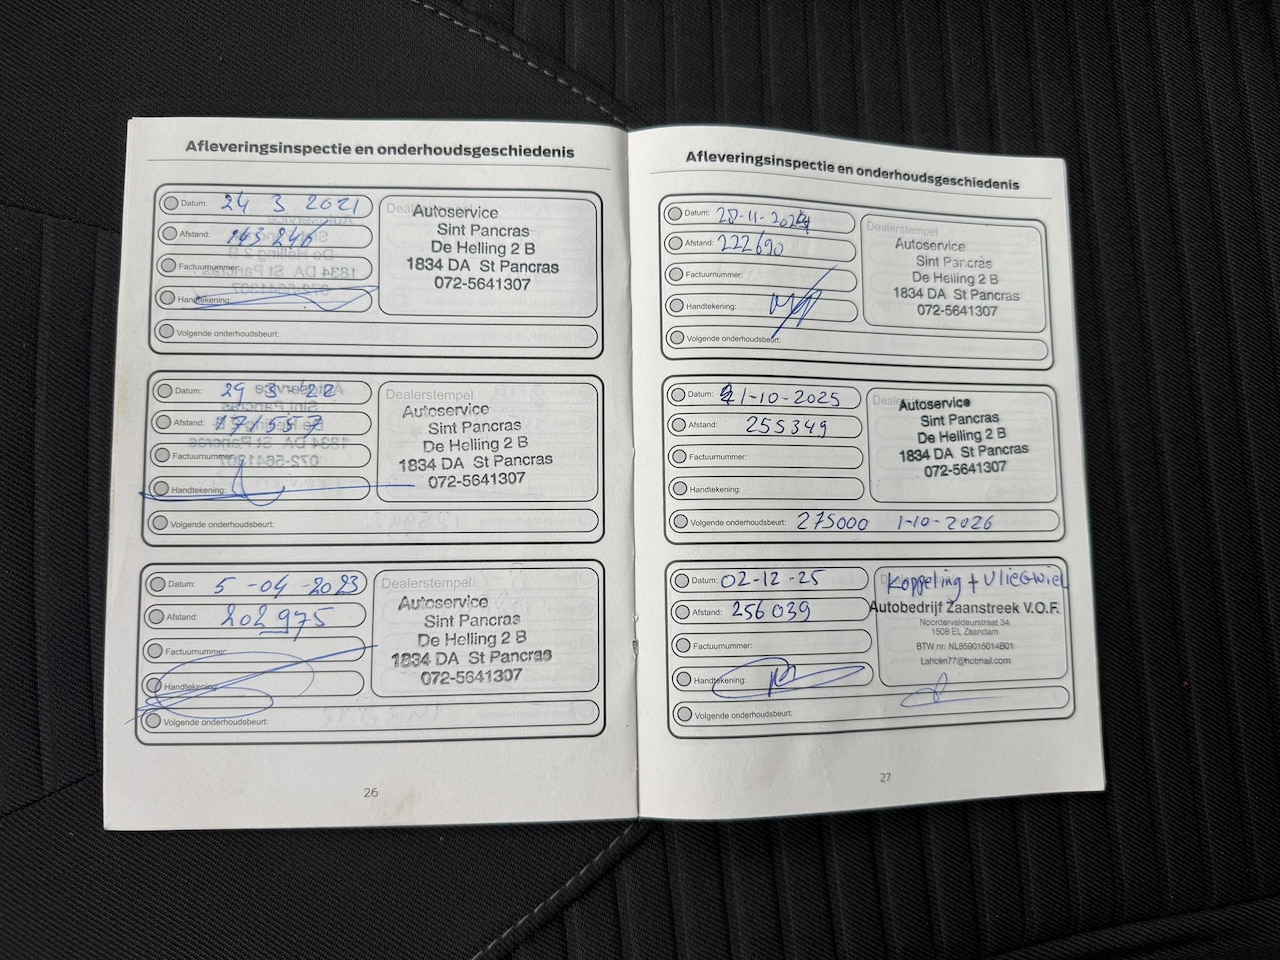 Afleveringsinspectie en onderhoudsgeschiedenis
Datum: 24 3 2021
Afstand: 143 246
Factuurnummer:
Handtekening:
Volgende onderhoudsbeurt:
Dealerstempel
Autoservice
Sint Pancras
De Helling 2 B
1834 DA St Pancras
072-5641307
Datum: 29 3 '22
Afstand: 171557
Factuurnummer:
Handtekening:
Volgende onderhoudsbeurt:
Dealerstempel
Autoservice
Sint Pancras
De Helling 2 B
1834 DA St Pancras
072-5641307
Datum: 5 -04 -2023
Afstand: 202975
Factuurnummer:
Handtekening:
Volgende onderhoudsbeurt:
Dealerstempel
Autoservice
Sint Pancras
De Helling 2 B
1834 DA St Pancras
072-5641307
26
Afleveringsinspectie en onderhoudsgeschiedenis
Datum: 28-11-2024
Afstand: 222690
Factuurnummer:
Handtekening:
Volgende onderhoudsbeurt:
Dealerstempel
Autoservice
Sint Pancras
De Helling 2 B
1834 DA St Pancras
072-5641307
Datum: 1-10-2025
Afstand: 255349
Factuurnummer:
Handtekening:
Volgende onderhoudsbeurt: 275000 1-10-2026
Autoservice
Sint Pancras
De Helling 2 B
1834 DA St Pancras
072-5641307
Datum: 02-12-25
Afstand: 256039
Factuurnummer:
Handtekening:
Volgende onderhoudsbeurt:
Koppeling + Vliegwiel
Autobedrijf Zaanstreek V.O.F.
Noordervaldeurstraat 34
1508 EL Zaandam
BTW nr: NL859015014B01
Lahcen77@hotmail.com
27